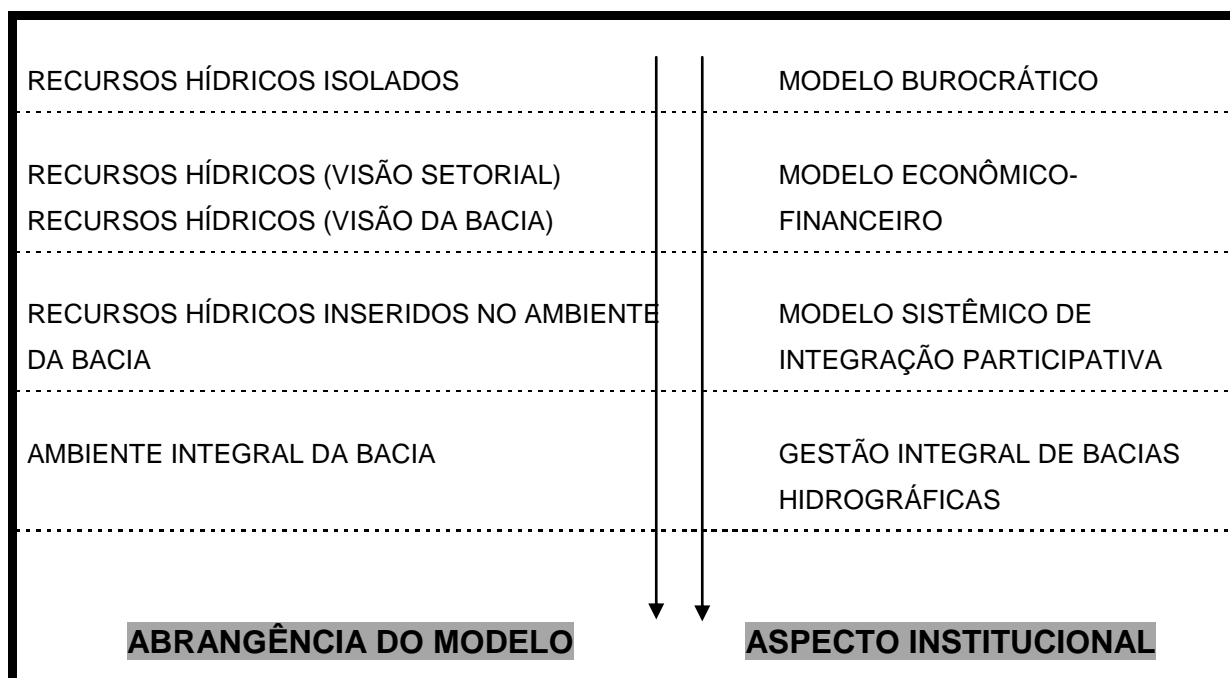 RECURSOS HÍDRICOS ISOLADOS
MODELO BUROCRÁTICO
RECURSOS HÍDRICOS (VISÃO SETORIAL)
RECURSOS HÍDRICOS (VISÃO DA BACIA)
MODELO ECONÔMICO-
FINANCEIRO
RECURSOS HÍDRICOS INSERIDOS NO AMBIENTE
DA BACIA
MODELO SISTÊMICO DE
INTEGRAÇÃO PARTICIPATIVA
AMBIENTE INTEGRAL DA BACIA
GESTÃO INTEGRAL DE BACIAS
HIDROGRÁFICAS
ABRANGÊNCIA DO MODELO
ASPECTO INSTITUCIONAL